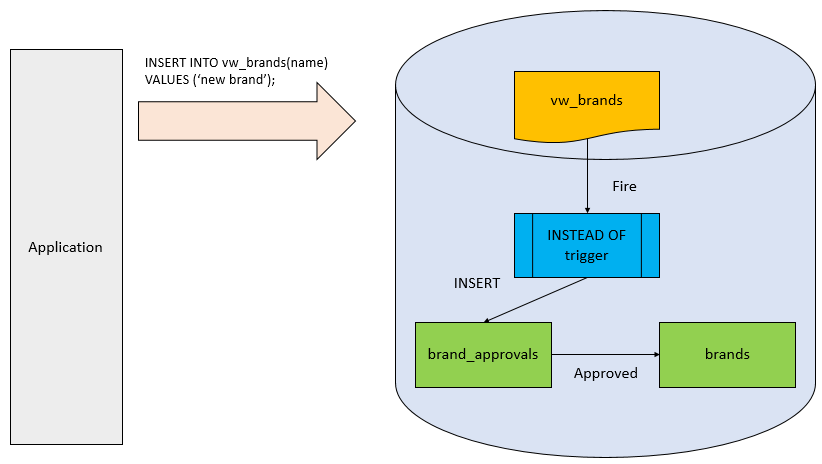 INSERT INTO vw_brands(name)
VALUES (‘new brand’);
vw_brands
Fire
Application
INSTEAD OF
trigger
INSERT
brand_approvals
brands
Approved